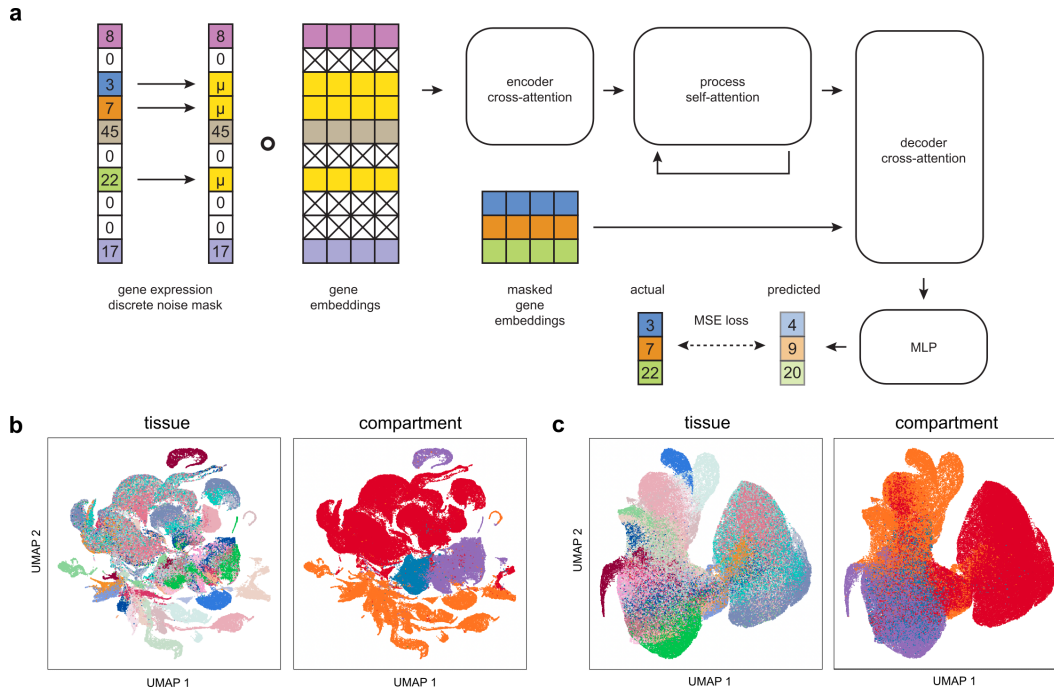 a
8
0
3
7
45
0
22
0
0
17
8
0
μ
μ
45
0
μ
0
0
17
gene expression
discrete noise mask
gene
embeddings
encoder
cross-attention
process
self-attention
decoder
cross-attention
masked
gene
embeddings
actual
3
7
22
MSE loss
predicted
4
9
20
MLP
b
tissue
compartment
UMAP 2
UMAP 1
UMAP 1
c
tissue
compartment
UMAP 2
UMAP 1
UMAP 1